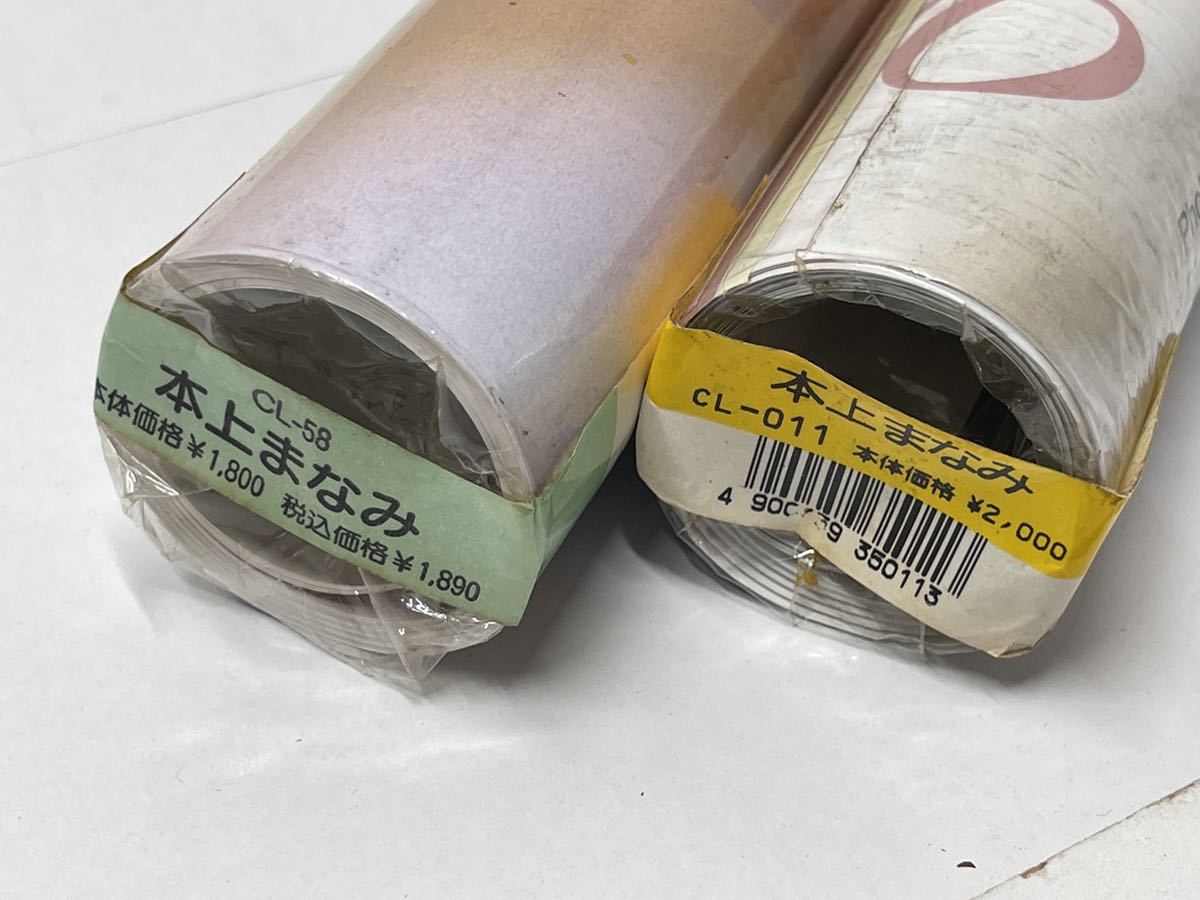 CL-58
本上まなみ
本体価格¥1,800 税込価格¥1,890
本上まなみ
CL-011 本体価格 ¥2,000
350113